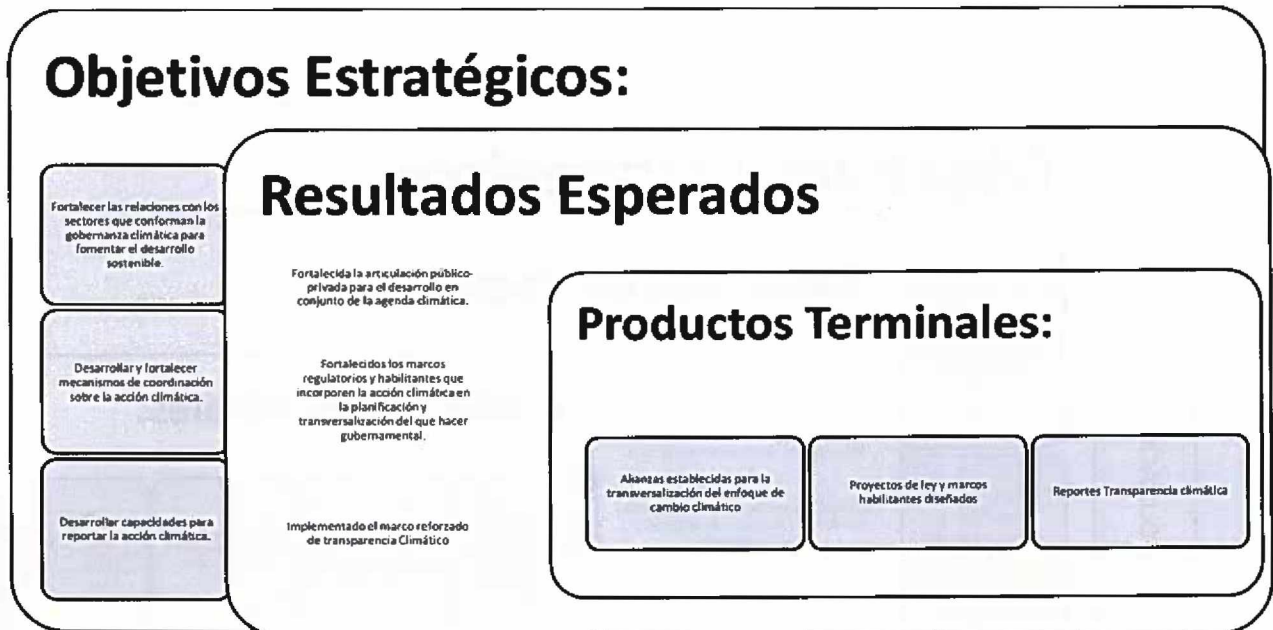 Objetivos Estratégicos:
Fortalecer las relaciones con los
sectores que conforman la
gobernanza climática para
fomentar el desarrollo
sostenible.
Desarrollar y fortalecer
mecanismos de coordinación
sobre la acción climática.
Desarrollar capacidades para
reportar la acción climática.
Resultados Esperados
Fortalecida la articulación público-
privada para el desarrollo en
conjunto de la agenda climática.
Fortalecidos los marcos
regulatorios y habilitantes que
incorporen la acción climática en
la planificación y
transversalización del que hacer
gubernamental.
Implementado el marco reforzado
de transparencia Climático
Productos Terminales:
Alianzas establecidas para la
transversalización del enfoque de
cambio climático
Proyectos de ley y marcos
habilitantes diseñados
Reportes Transparencia climática